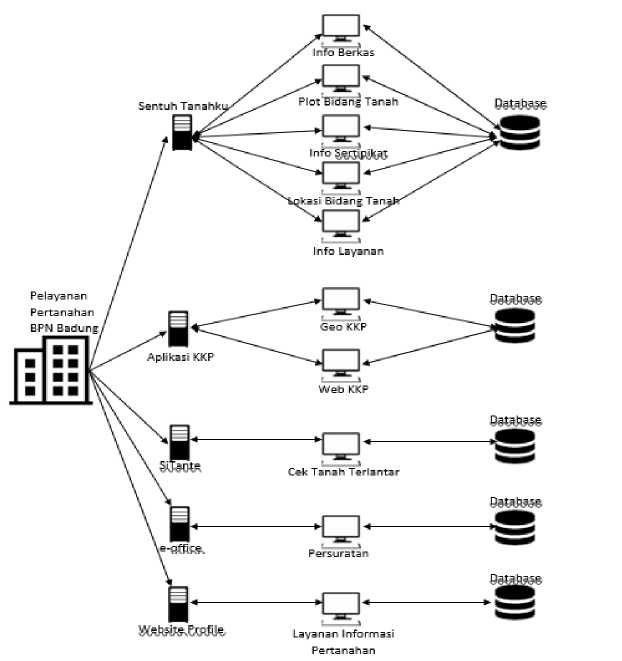 Info Berkas
Plot Bidang Tanah
Sentuh Tanahku
Database
Info Sertipikat
Lokasi Bidang Tanah
Info Layanan
Pelayanan
Pertanahan
BPN Badung
Database
Geo KKP
Aplikasi KKP
Web KKP
Database
SiTante
Cek Tanah Terlantar
Database
e-office
Persuratan
Database
Website Profile
Layanan Informasi
Pertanahan